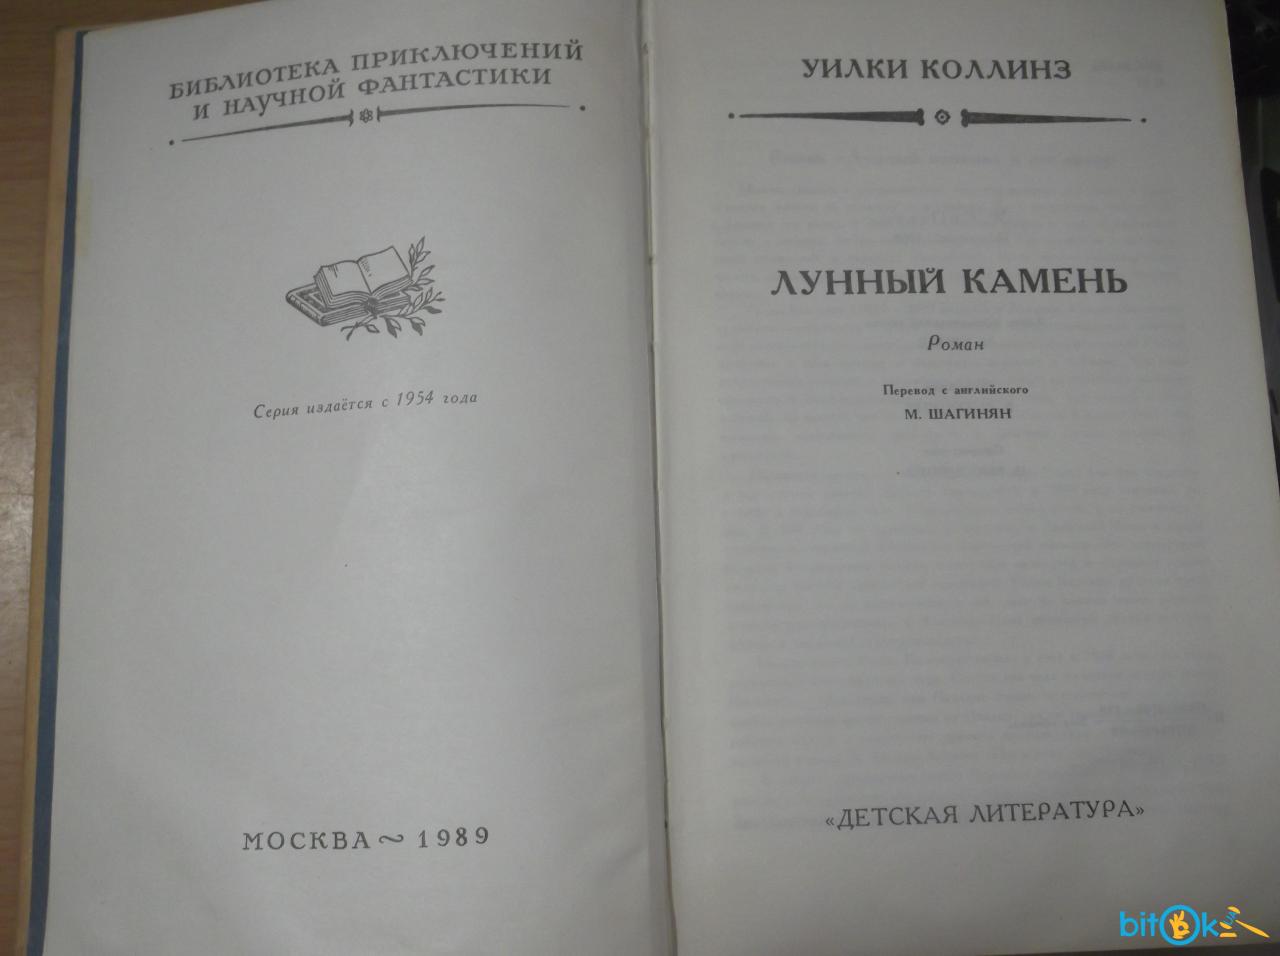 БИБЛИОТЕКА ПРИКЛЮЧЕНИЙ
И НАУЧНОЙ ФАНТАСТИКИ
Серия издаётся с 1954 года
МОСКВА ~ 1989
УИЛКИ КОЛЛИНЗ
ЛУННЫЙ КАМЕНЬ
Роман
Перевод с английского
М. ШАГИНЯН
«ДЕТСКАЯ ЛИТЕРАТУРА»
bitOk